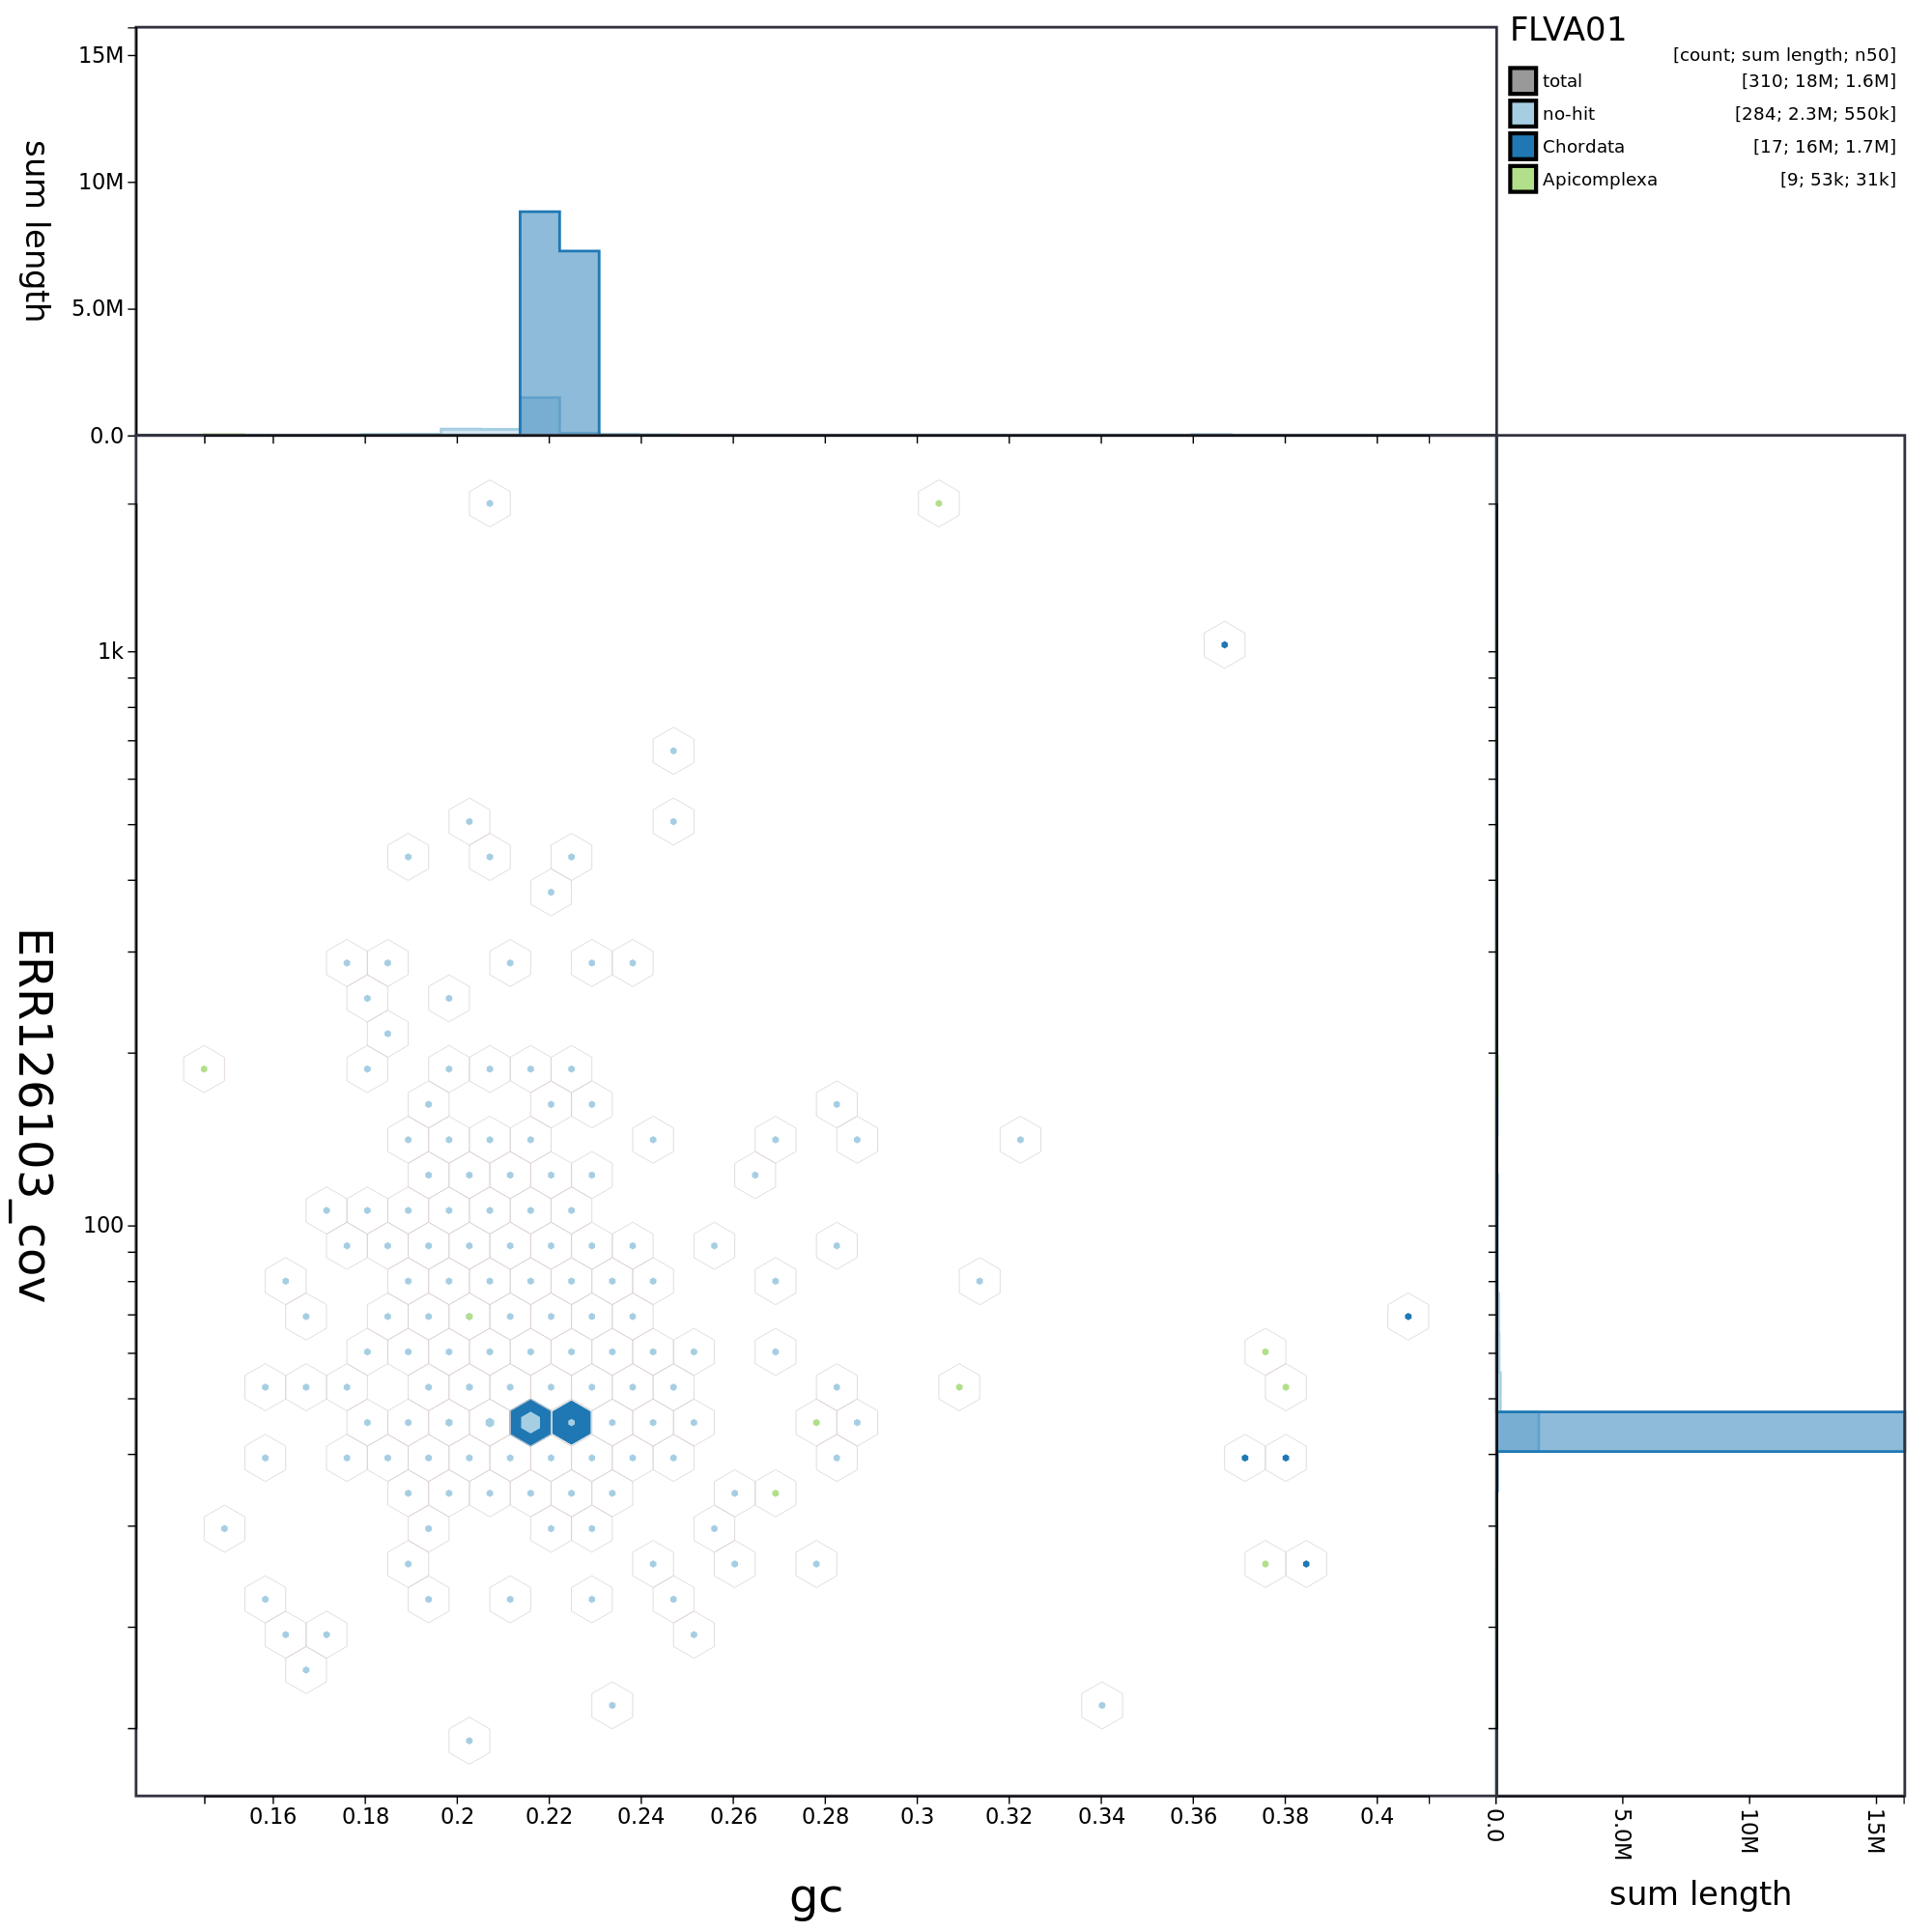 FLVA01
[count; sum length; n50]
total [310; 18M; 1.6M]
no-hit [284; 2.3M; 550k]
Chordata [17; 16M; 1.7M]
Apicomplexa [9; 53k; 31k]
sum length
15M
10M
5.0M
0.0
ERR126103_cov
1k
100
0.16 0.18 0.2 0.22 0.24 0.26 0.28 0.3 0.32 0.34 0.36 0.38 0.4
gc
0.0 5.0M 10M 15M
sum length